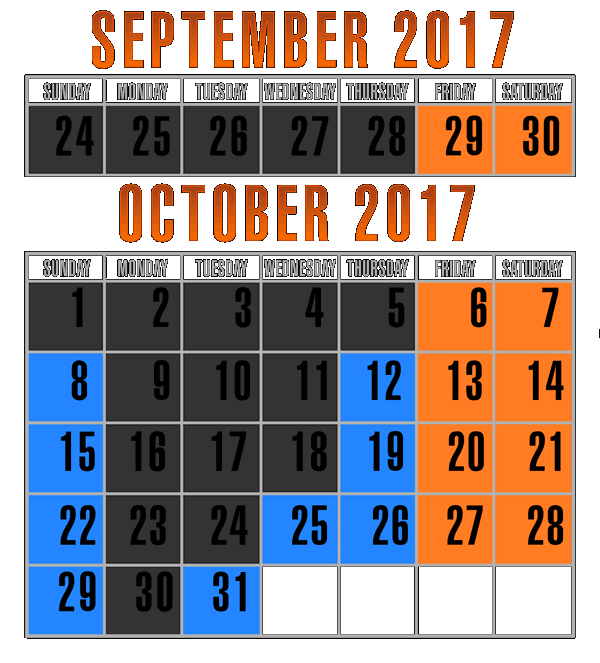 SEPTEMBER 2017
SUNDAY MONDAY TUESDAY WEDNESDAY THURSDAY FRIDAY SATURDAY
24 25 26 27 28 29 30
OCTOBER 2017
SUNDAY MONDAY TUESDAY WEDNESDAY THURSDAY FRIDAY SATURDAY
1 2 3 4 5 6 7
8 9 10 11 12 13 14
15 16 17 18 19 20 21
22 23 24 25 26 27 28
29 30 31